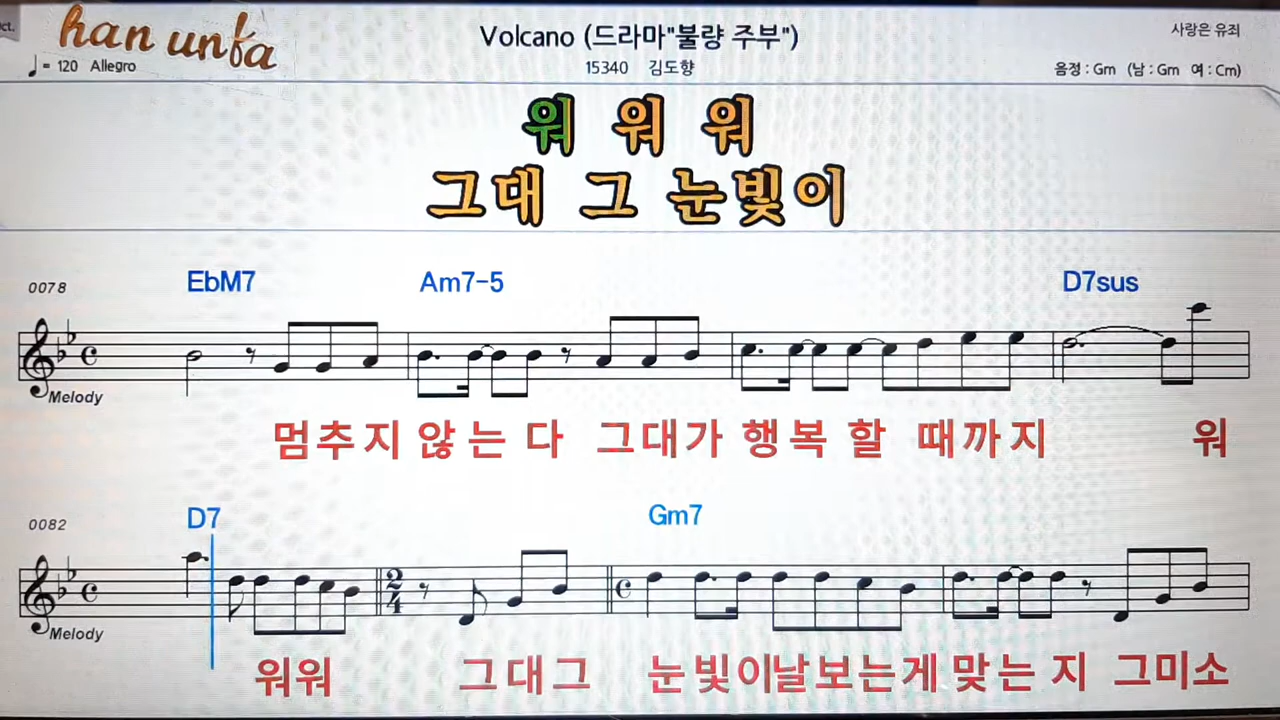 ct.
han unfa
Volcano (드라마"불량 주부")
사랑은 유죄
♩= 120 Allegro
15340 김도향
음정 : Gm (남 : Gm 여 : Cm)
워 워 워
그대 그 눈빛이
EbM7 Am7-5 D7sus
0078
Melody
멈추지 않는다 그대가 행복할 때까지 워
D7 Gm7
0082
2/4
Melody
워워 그대그 눈빛이날보는게 맞는 지 그미소